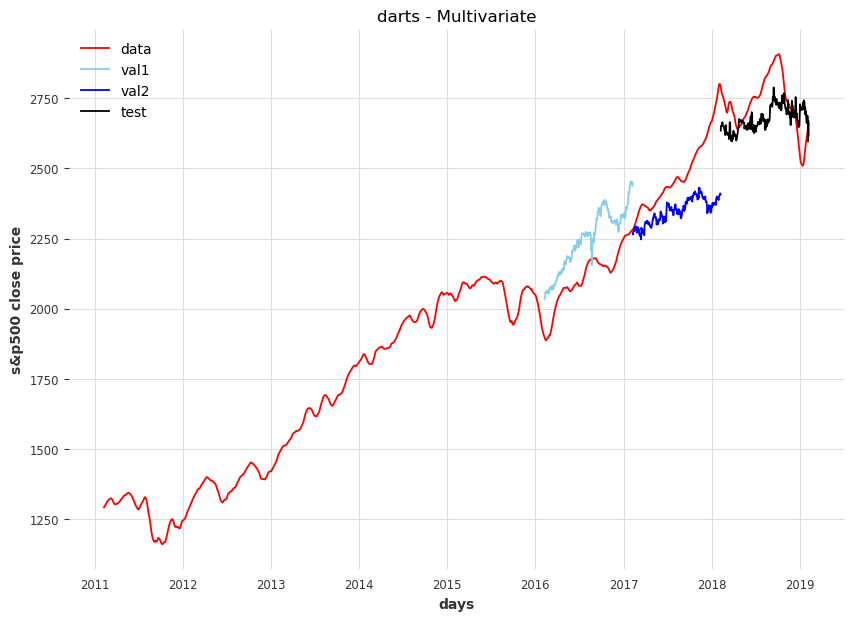 darts - Multivariate
data
val1
val2
test
2750
2500
2250
2000
1750
1500
1250
s&p500 close price
2011 2012 2013 2014 2015 2016 2017 2018 2019
days